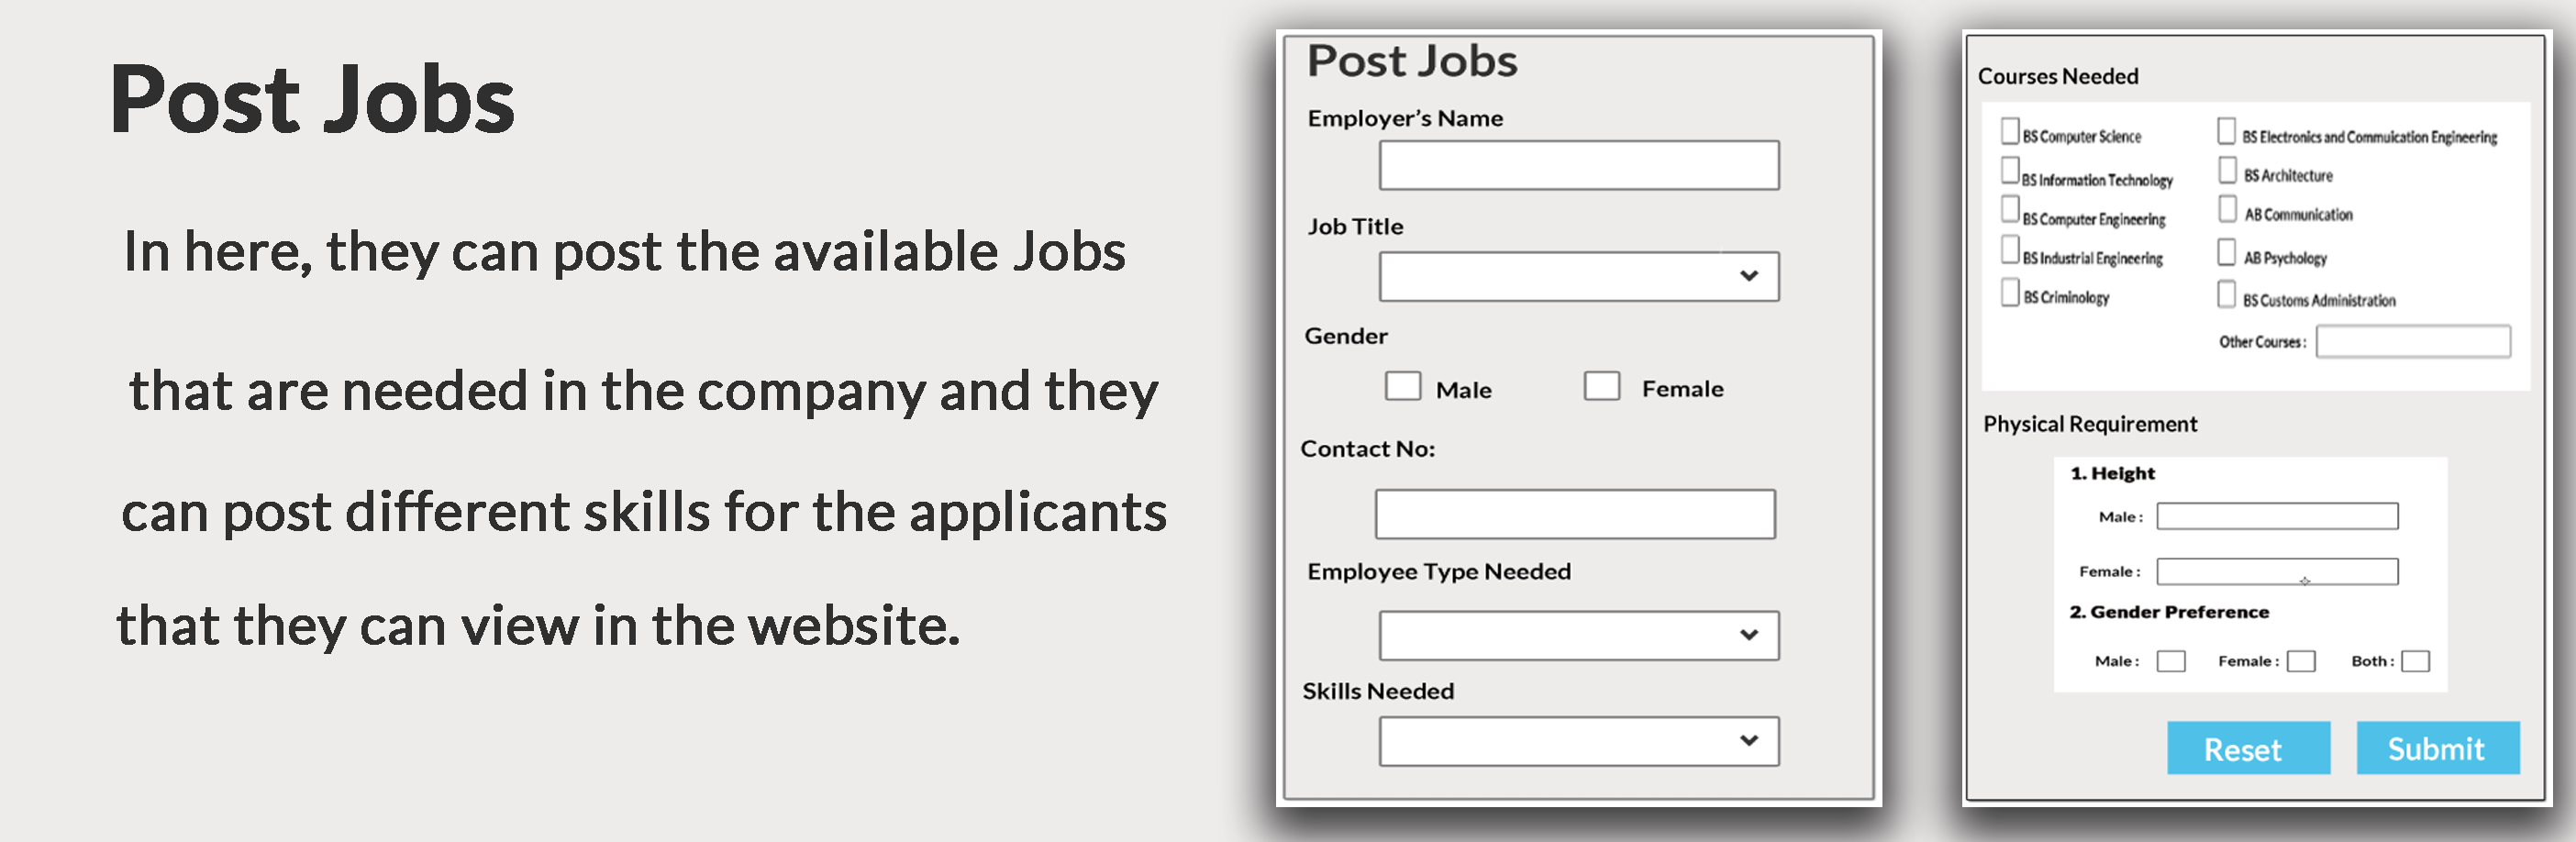 Post Jobs
In here, they can post the available Jobs
that are needed in the company and they
can post different skills for the applicants
that they can view in the website.
Post Jobs
Employer's Name
Job Title
Gender
Male Female
Contact No:
Employee Type Needed
Skills Needed
Courses Needed
BS Computer Science BS Electronics and Commuication Engineering
BS Information Technology BS Architecture
BS Computer Engineering AB Communication
BS Industrial Engineering AB Psychology
BS Criminology BS Customs Administration
Other Courses :
Physical Requirement
1. Height
Male :
Female :
2. Gender Preference
Male : Female : Both :
Reset Submit